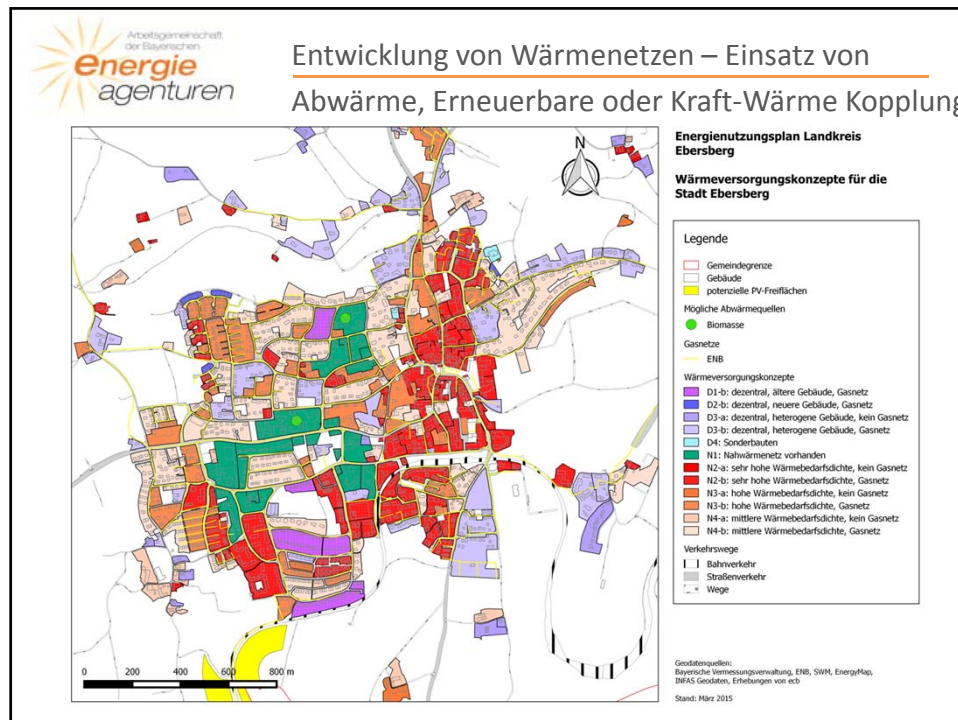 Arbeitsgemeinschaft
der Bayerischen
energie
agenturen
Entwicklung von Wärmenetzen – Einsatz von
Abwärme, Erneuerbare oder Kraft-Wärme Kopplung
N
Energienutzungsplan Landkreis
Ebersberg
Wärmeversorgungskonzepte für die
Stadt Ebersberg
Legende
Gemeindegrenze
Gebäude
potenzielle PV-Freiflächen
Mögliche Abwärmequellen
Biomasse
Gasnetze
ENB
Wärmeversorgungskonzepte
D1-b: dezentral, ältere Gebäude, Gasnetz
D2-b: dezentral, neuere Gebäude, Gasnetz
D3-a: dezentral, heterogene Gebäude, kein Gasnetz
D3-b: dezentral, heterogene Gebäude, Gasnetz
D4: Sonderbauten
N1: Nahwärmenetz vorhanden
N2-a: sehr hohe Wärmebedarfsdichte, kein Gasnetz
N2-b: sehr hohe Wärmebedarfsdichte, Gasnetz
N3-a: hohe Wärmebedarfsdichte, kein Gasnetz
N3-b: hohe Wärmebedarfsdichte, Gasnetz
N4-a: mittlere Wärmebedarfsdichte, kein Gasnetz
N4-b: mittlere Wärmebedarfsdichte, Gasnetz
Verkehrswege
Bahnverkehr
Straßenverkehr
Wege
0 200 400 600 800 m
Geodatenquellen:
Bayerische Vermessungsverwaltung, ENB, SWM, EnergyMap,
INFAS Geodaten, Erhebungen von ecb
Stand: März 2015